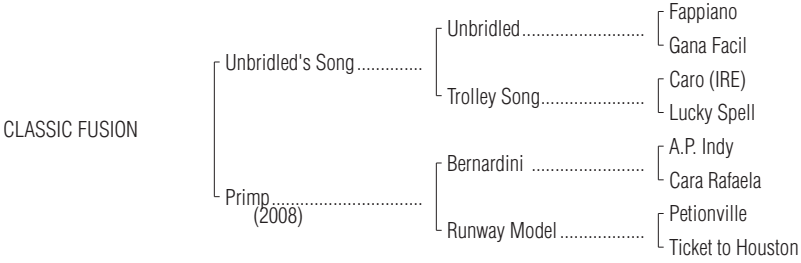 Fappiano
Unbridled.........................
Gana Facil
Unbridled's Song..............
Caro (IRE)
Trolley Song.....................
Lucky Spell
CLASSIC FUSION
A.P. Indy
Bernardini .......................
Cara Rafaela
Primp................................
(2008)
Petionville
Runway Model..................
Ticket to Houston